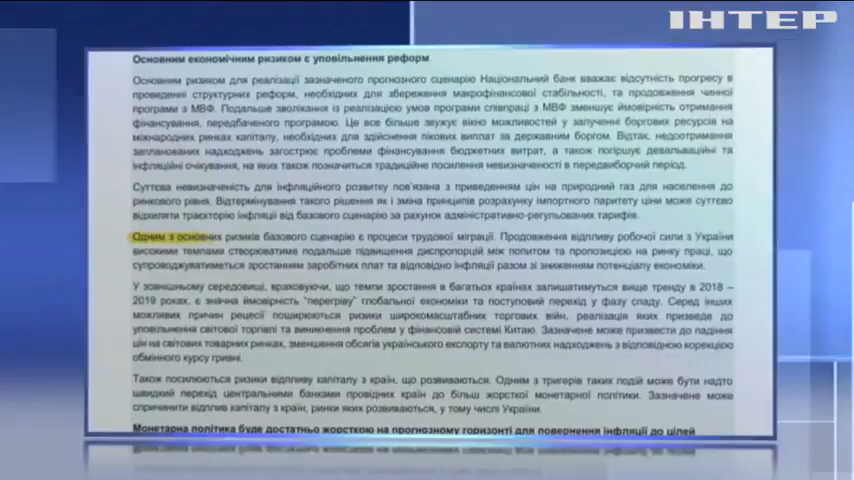 ІНТЕР
Основним економічним ризиком є уповільнення реформ
Основним ризиком для реалізації зазначеного прогнозного сценарію Національний банк вважає відсутність прогресу в
проведенні структурних реформ, необхідних для збереження макрофінансової стабільності, та продовження чинної
програми з МВФ. Подальше зволікання із реалізацією умов програми співпраці з МВФ зменшує ймовірність отримання
фінансування, передбаченого програмою. Це все більше звужує вікно можливостей у залученні боргових ресурсів на
міжнародних ринках капіталу, необхідних для здійснення пікових виплат за державним боргом. Відтак, недоотримання
запланованих надходжень загострює проблеми фінансування бюджетних витрат, а також погіршує девальваційні та
інфляційні очікування, на яких також позначиться традиційне посилення невизначеності в передвиборчий період.
Суттєва невизначеність для інфляційного розвитку пов'язана з приведенням цін на природний газ для населення до
ринкового рівня. Відтермінування такого рішення як і зміна принципів розрахунку імпортного паритету ціни може суттєво
відхилити траєкторію інфляції від базового сценарію за рахунок адміністративно-регульованих тарифів.
Одним з основних ризиків базового сценарію є процеси трудової міграції. Продовження відпливу робочої сили з України
високими темпами створюватиме подальше підвищення диспропорцій між попитом та пропозицією на ринку праці, що
супроводжуватиметься зростанням заробітних плат та відповідно інфляції разом зі зниженням потенціалу економіки.
У зовнішньому середовищі, враховуючи, що темпи зростання в багатьох країнах залишатимуться вище тренду в 2018 –
2019 роках, є значна ймовірність "перегріву" глобальної економіки та поступовий перехід у фазу спаду. Серед інших
можливих причин рецесії поширюються ризики широкомасштабних торгових війн, реалізація яких призведе до
уповільнення світової торгівлі та виникнення проблем у фінансовій системі Китаю. Зазначене може призвести до падіння
цін на світових товарних ринках, зменшення обсягів українського експорту та валютних надходжень з відповідною корекцією
обмінного курсу гривні.
Також посилюються ризики відпливу капіталу з країн, що розвиваються. Одним з тригерів таких подій може бути надто
швидкий перехід центральними банками провідних країн до більш жорсткої монетарної політики. Зазначене може
спричинити відплив капіталу з країн, ринки яких розвиваються, у тому числі України.
Монетарна політика буде достатньо жорсткою на прогнозному горизонті для повернення інфляції до цілей